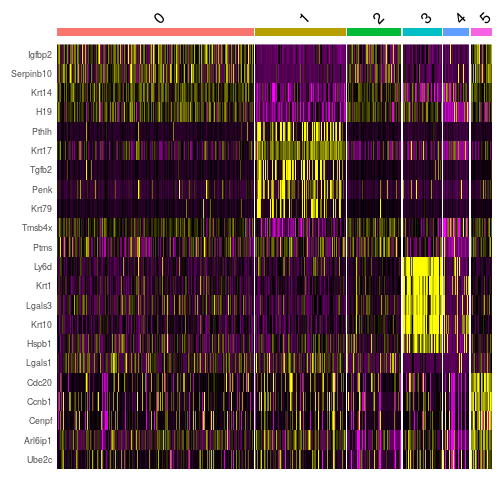 0 1 2 3 4 5
Igfbp2
Serpinb10
Krt14
H19
Pthlh
Krt17
Tgfb2
Penk
Krt79
Tmsb4x
Ptms
Ly6d
Krt1
Lgals3
Krt10
Hspb1
Lgals1
Cdc20
Ccnb1
Cenpf
Arl6ip1
Ube2c